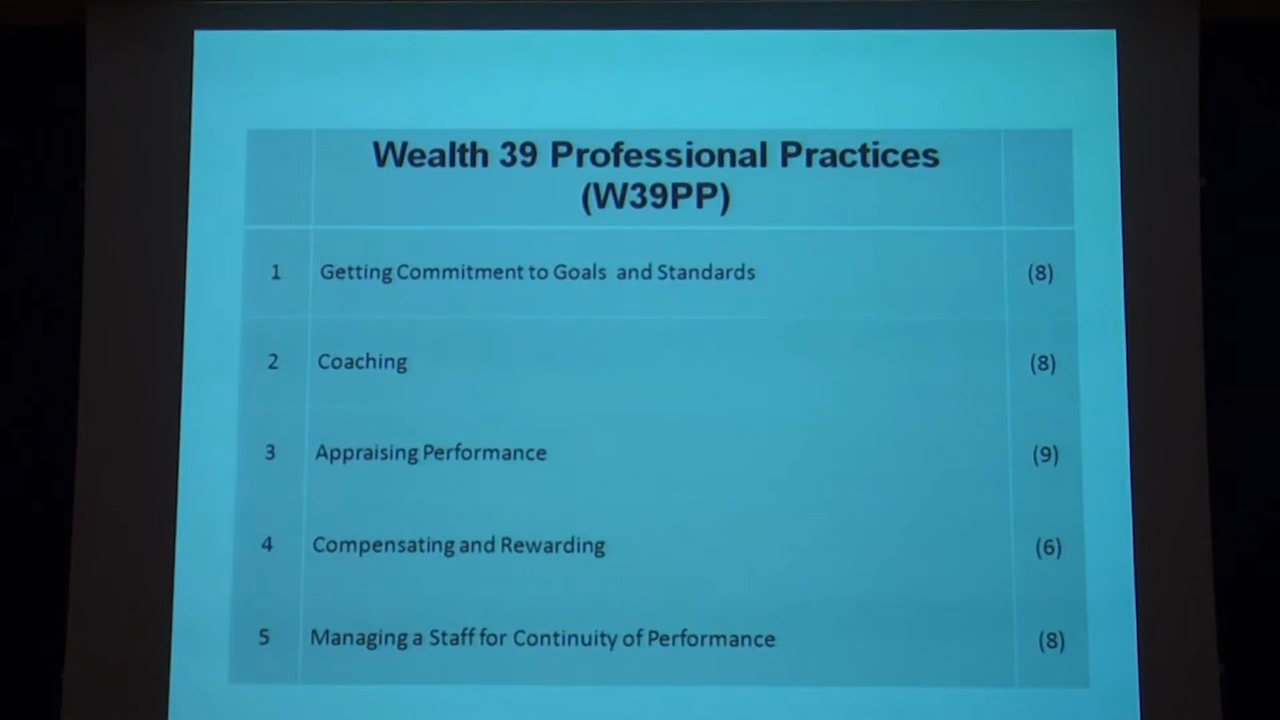 Wealth 39 Professional Practices
(W39PP)
1 Getting Commitment to Goals and Standards (8)
2 Coaching (8)
3 Appraising Performance (9)
4 Compensating and Rewarding (6)
5 Managing a Staff for Continuity of Performance (8)